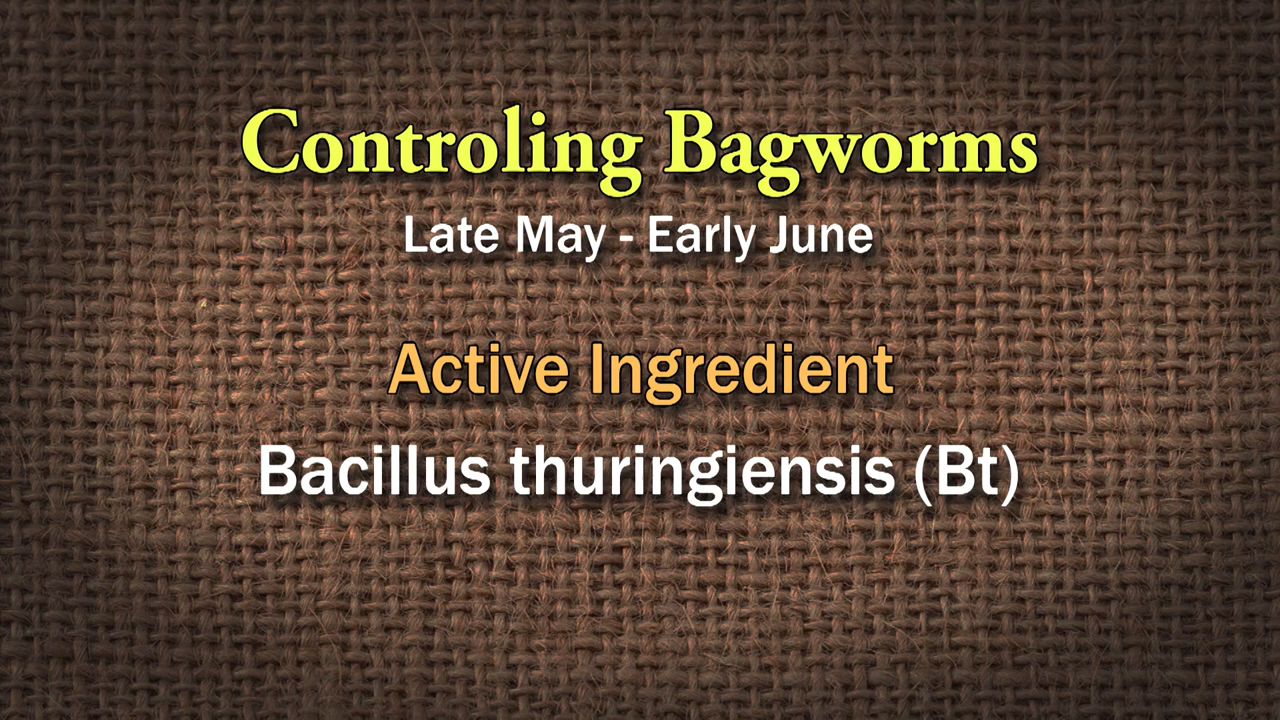 Controling Bagworms
Late May - Early June
Active Ingredient
Bacillus thuringiensis (Bt)